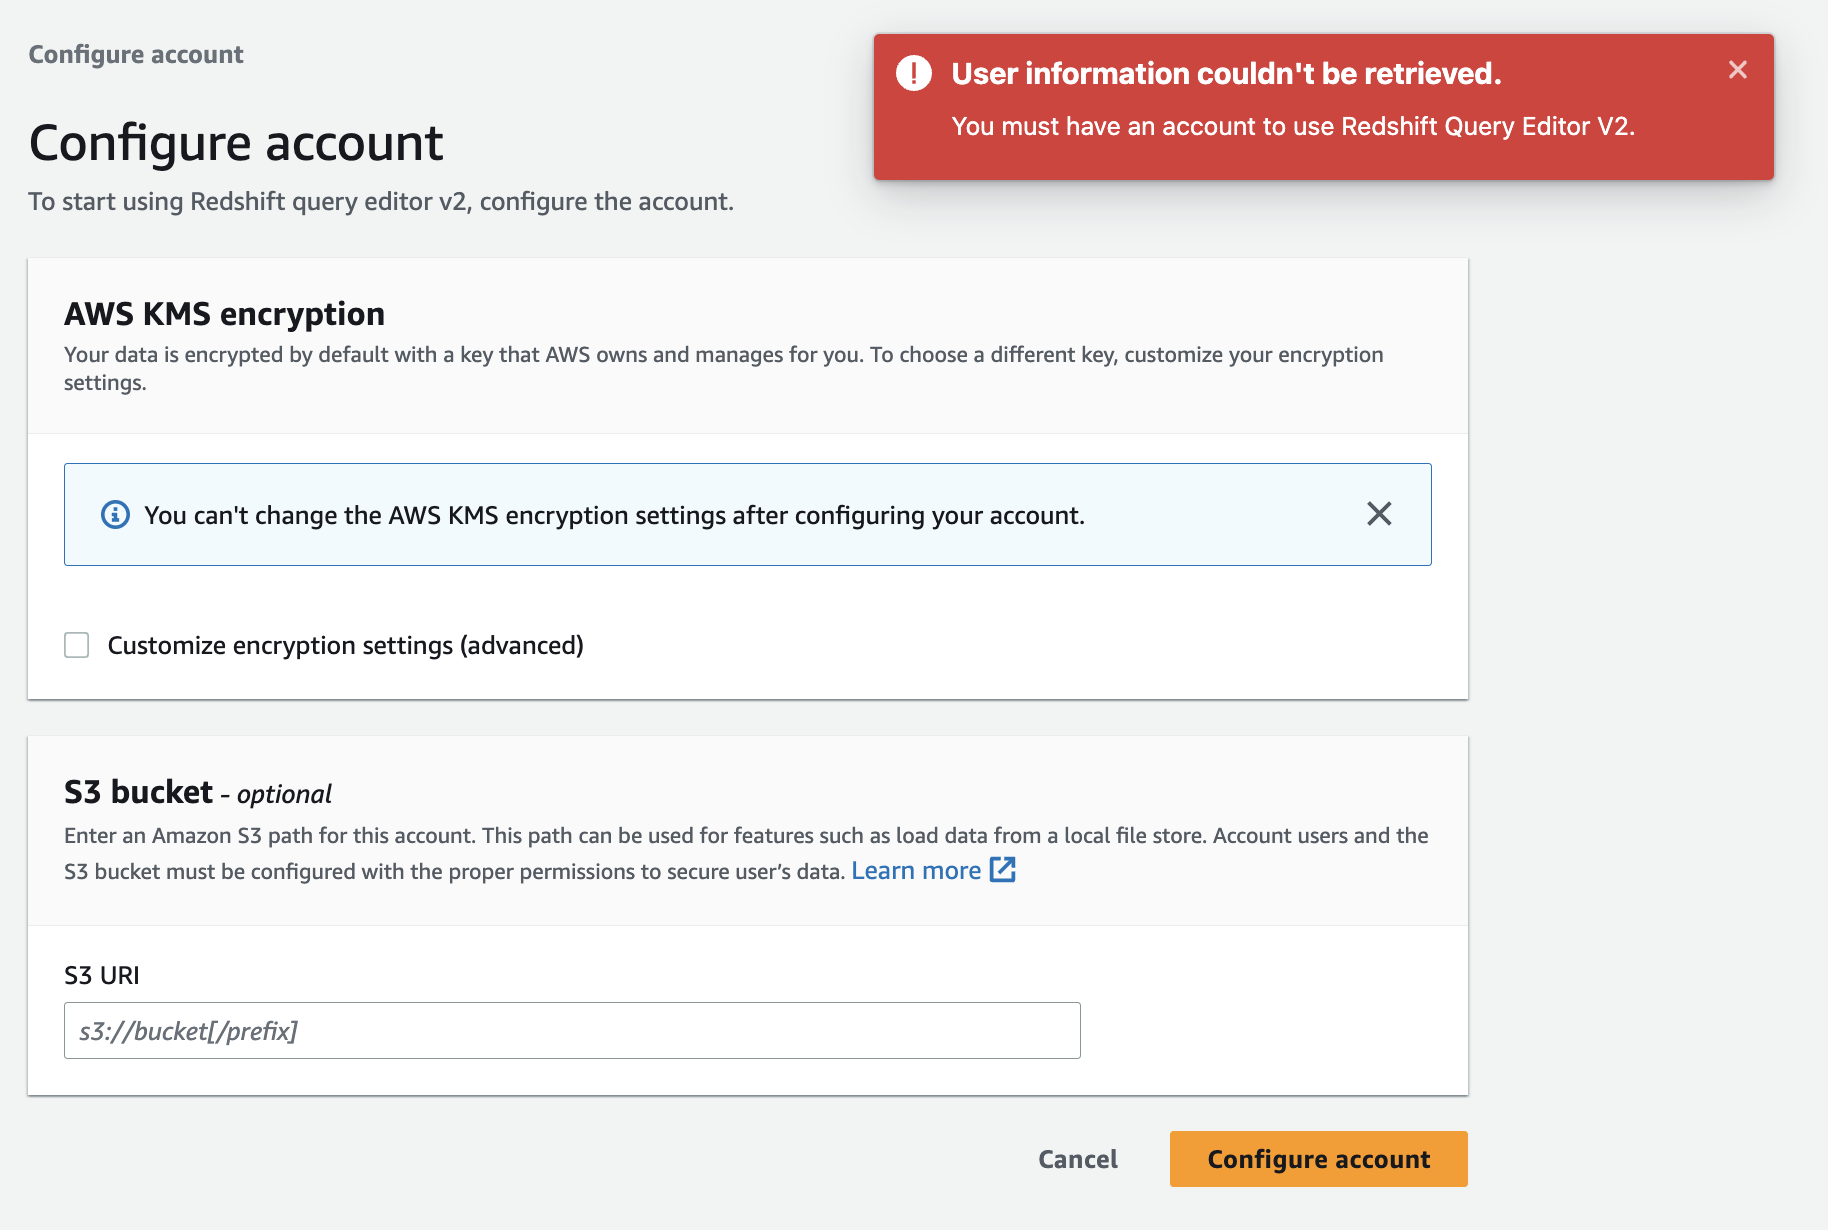 Configure account
User information couldn't be retrieved.
You must have an account to use Redshift Query Editor V2.
Configure account
To start using Redshift query editor v2, configure the account.
AWS KMS encryption
Your data is encrypted by default with a key that AWS owns and manages for you. To choose a different key, customize your encryption
settings.
You can't change the AWS KMS encryption settings after configuring your account.
Customize encryption settings (advanced)
S3 bucket - optional
Enter an Amazon S3 path for this account. This path can be used for features such as load data from a local file store. Account users and the
S3 bucket must be configured with the proper permissions to secure user’s data. Learn more
S3 URI
s3://bucket[/prefix]
Cancel
Configure account